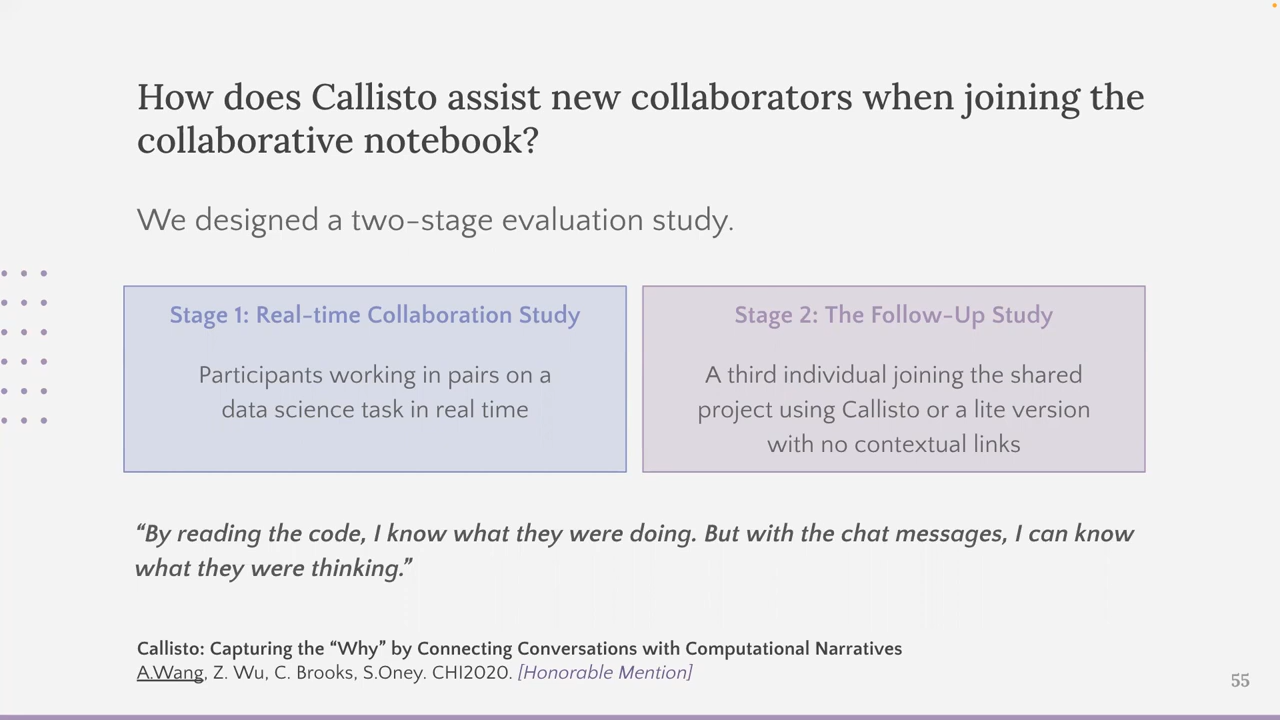 How does Callisto assist new collaborators when joining the
collaborative notebook?
We designed a two-stage evaluation study.
Stage 1: Real-time Collaboration Study
Participants working in pairs on a
data science task in real time
Stage 2: The Follow-Up Study
A third individual joining the shared
project using Callisto or a lite version
with no contextual links
“By reading the code, I know what they were doing. But with the chat messages, I can know
what they were thinking.”
Callisto: Capturing the “Why” by Connecting Conversations with Computational Narratives
A.Wang, Z. Wu, C. Brooks, S.Oney. CHI2020. [Honorable Mention]
55